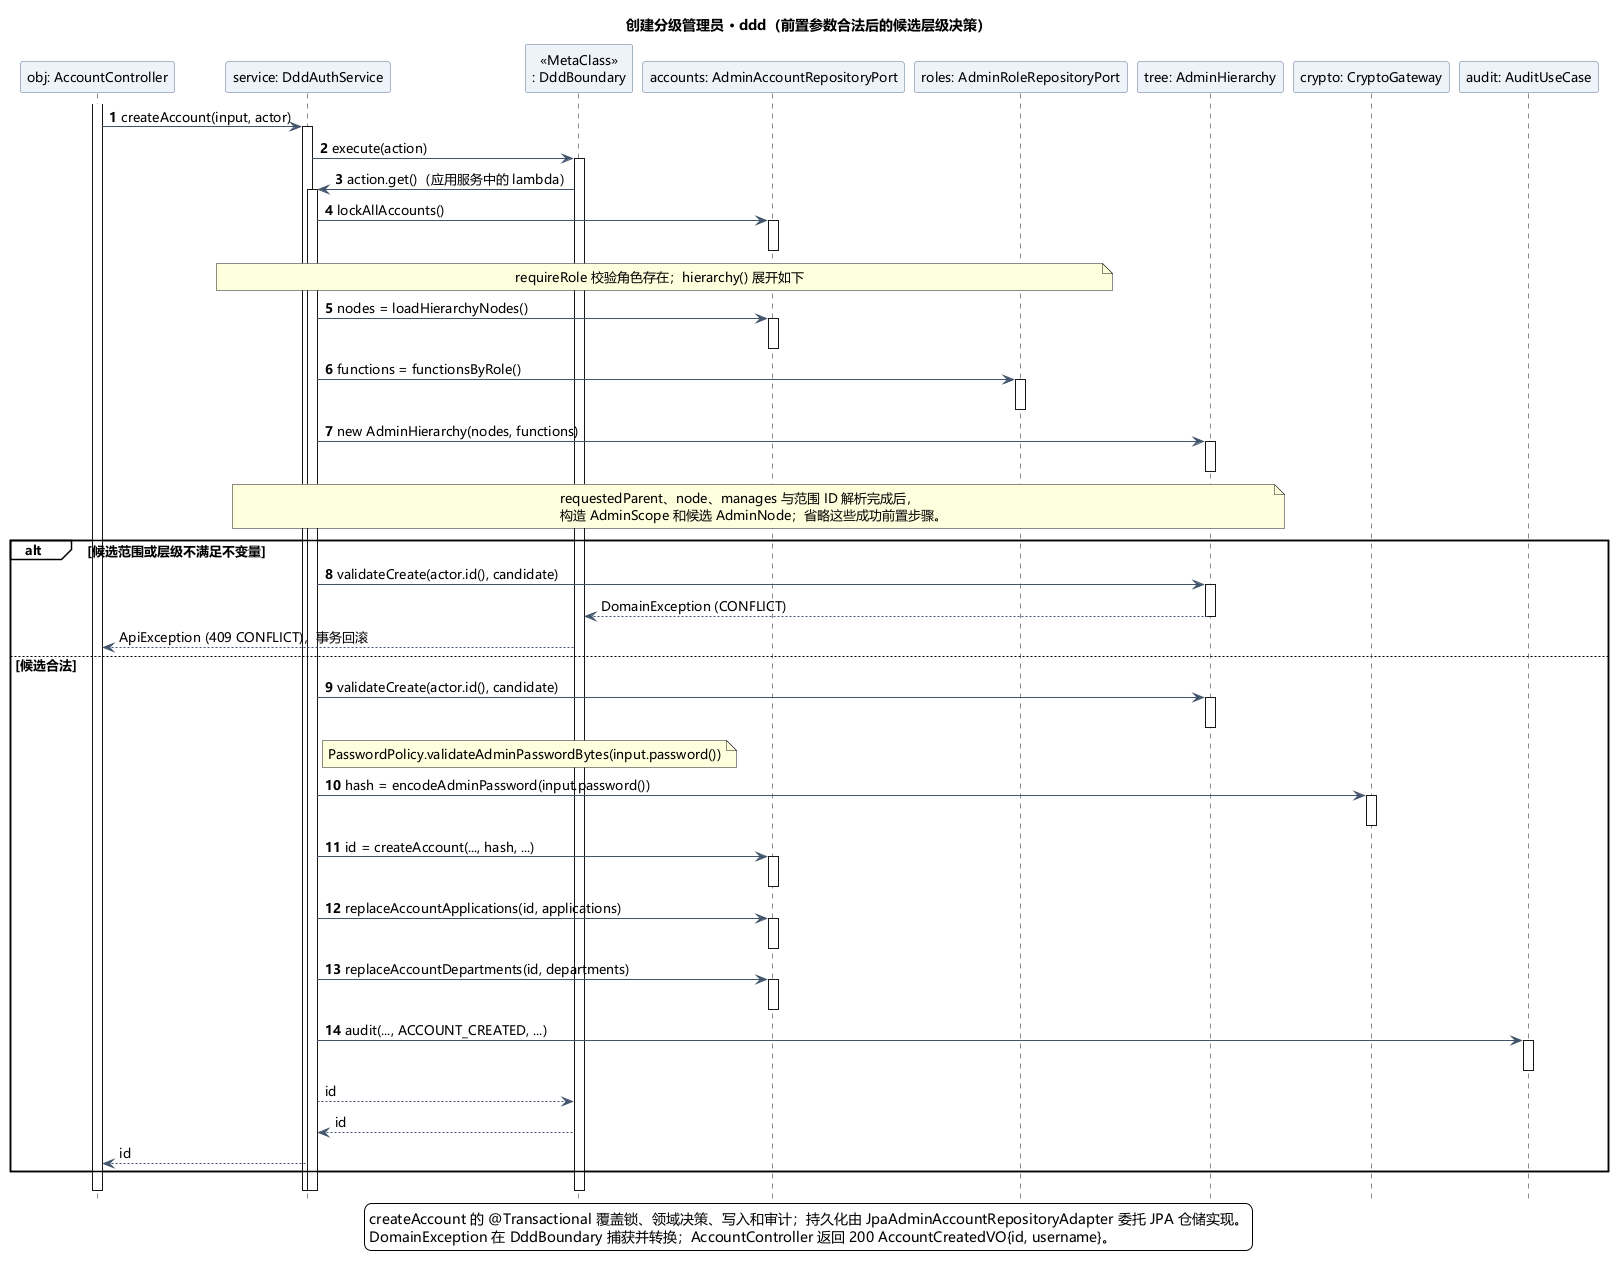 创建分级管理员 · ddd（前置参数合法后的候选层级决策）
obj: AccountController
service: DddAuthService
«MetaClass»
: DddBoundary
accounts: AdminAccountRepositoryPort
roles: AdminRoleRepositoryPort
tree: AdminHierarchy
crypto: CryptoGateway
audit: AuditUseCase
1 createAccount(input, actor)
2 execute(action)
3 action.get()（应用服务中的 lambda）
4 lockAllAccounts()
requireRole 校验角色存在；hierarchy() 展开如下
5 nodes = loadHierarchyNodes()
6 functions = functionsByRole()
7 new AdminHierarchy(nodes, functions)
requestedParent、node、manages 与范围 ID 解析完成后，
构造 AdminScope 和候选 AdminNode；省略这些成功前置步骤。
alt [候选范围或层级不满足不变量]
8 validateCreate(actor.id(), candidate)
DomainException (CONFLICT)
ApiException (409 CONFLICT)，事务回滚
[候选合法]
9 validateCreate(actor.id(), candidate)
PasswordPolicy.validateAdminPasswordBytes(input.password())
10 hash = encodeAdminPassword(input.password())
11 id = createAccount(..., hash, ...)
12 replaceAccountApplications(id, applications)
13 replaceAccountDepartments(id, departments)
14 audit(..., ACCOUNT_CREATED, ...)
id
id
id
createAccount 的 @Transactional 覆盖锁、领域决策、写入和审计；持久化由 JpaAdminAccountRepositoryAdapter 委托 JPA 仓储实现。
DomainException 在 DddBoundary 捕获并转换；AccountController 返回 200 AccountCreatedVO{id, username}。